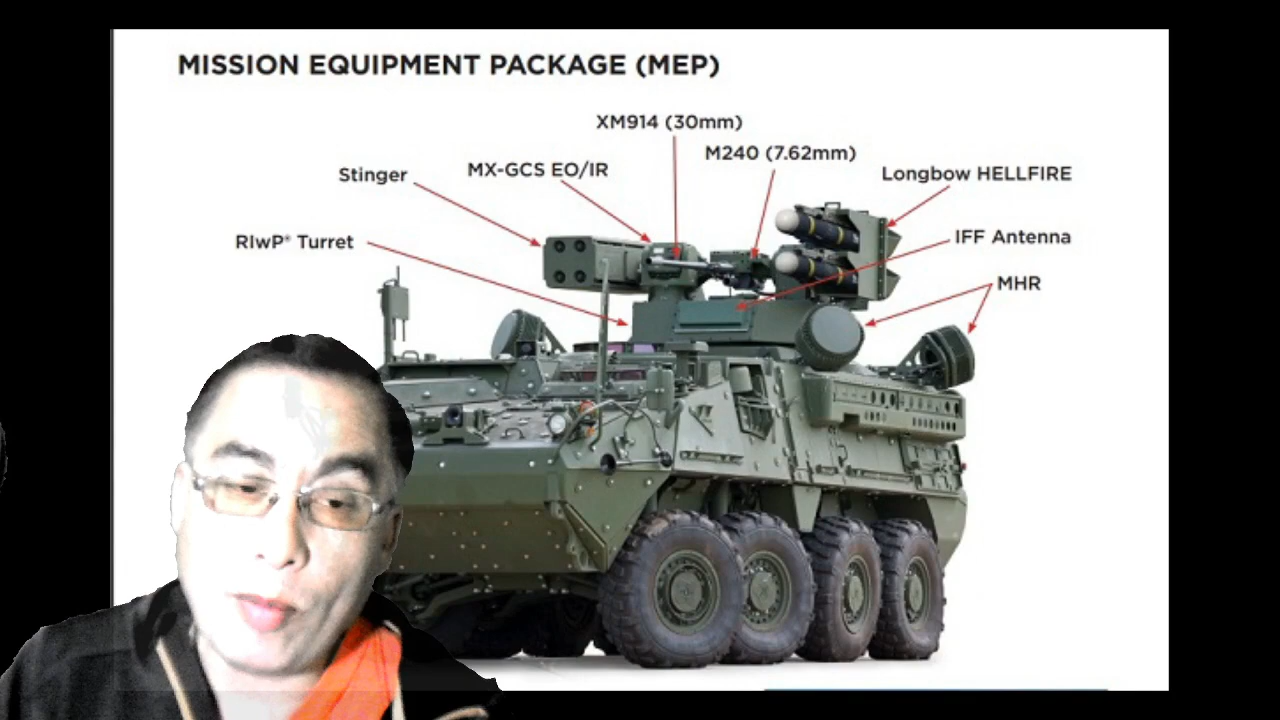 MISSION EQUIPMENT PACKAGE (MEP)
XM914 (30mm)
M240 (7.62mm)
Stinger
MX-GCS EO/IR
Longbow HELLFIRE
RIwP® Turret
IFF Antenna
MHR